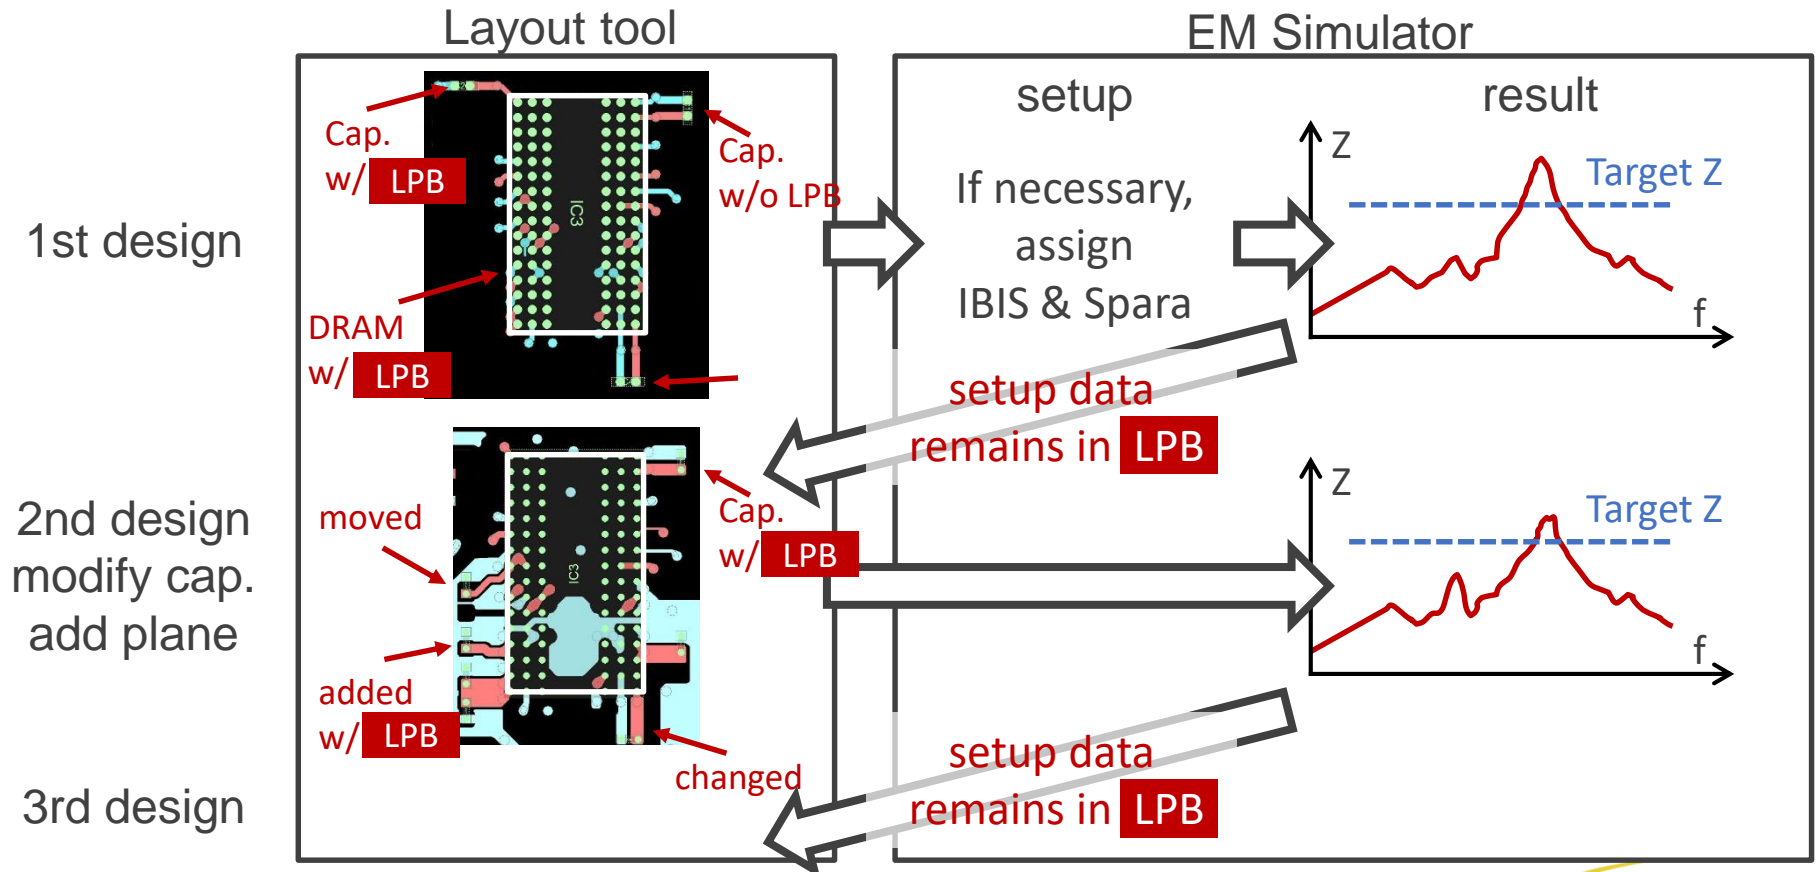 Layout tool
EM Simulator
setup
result
1st design
Cap.
w/ LPB
Cap.
w/o LPB
IC3
DRAM
w/ LPB
If necessary,
assign
IBIS & Spara
Z
Target Z
f
setup data
remains in LPB
2nd design
modify cap.
add plane
moved
Cap.
w/ LPB
IC3
added
w/ LPB
changed
Z
Target Z
f
setup data
remains in LPB
3rd design